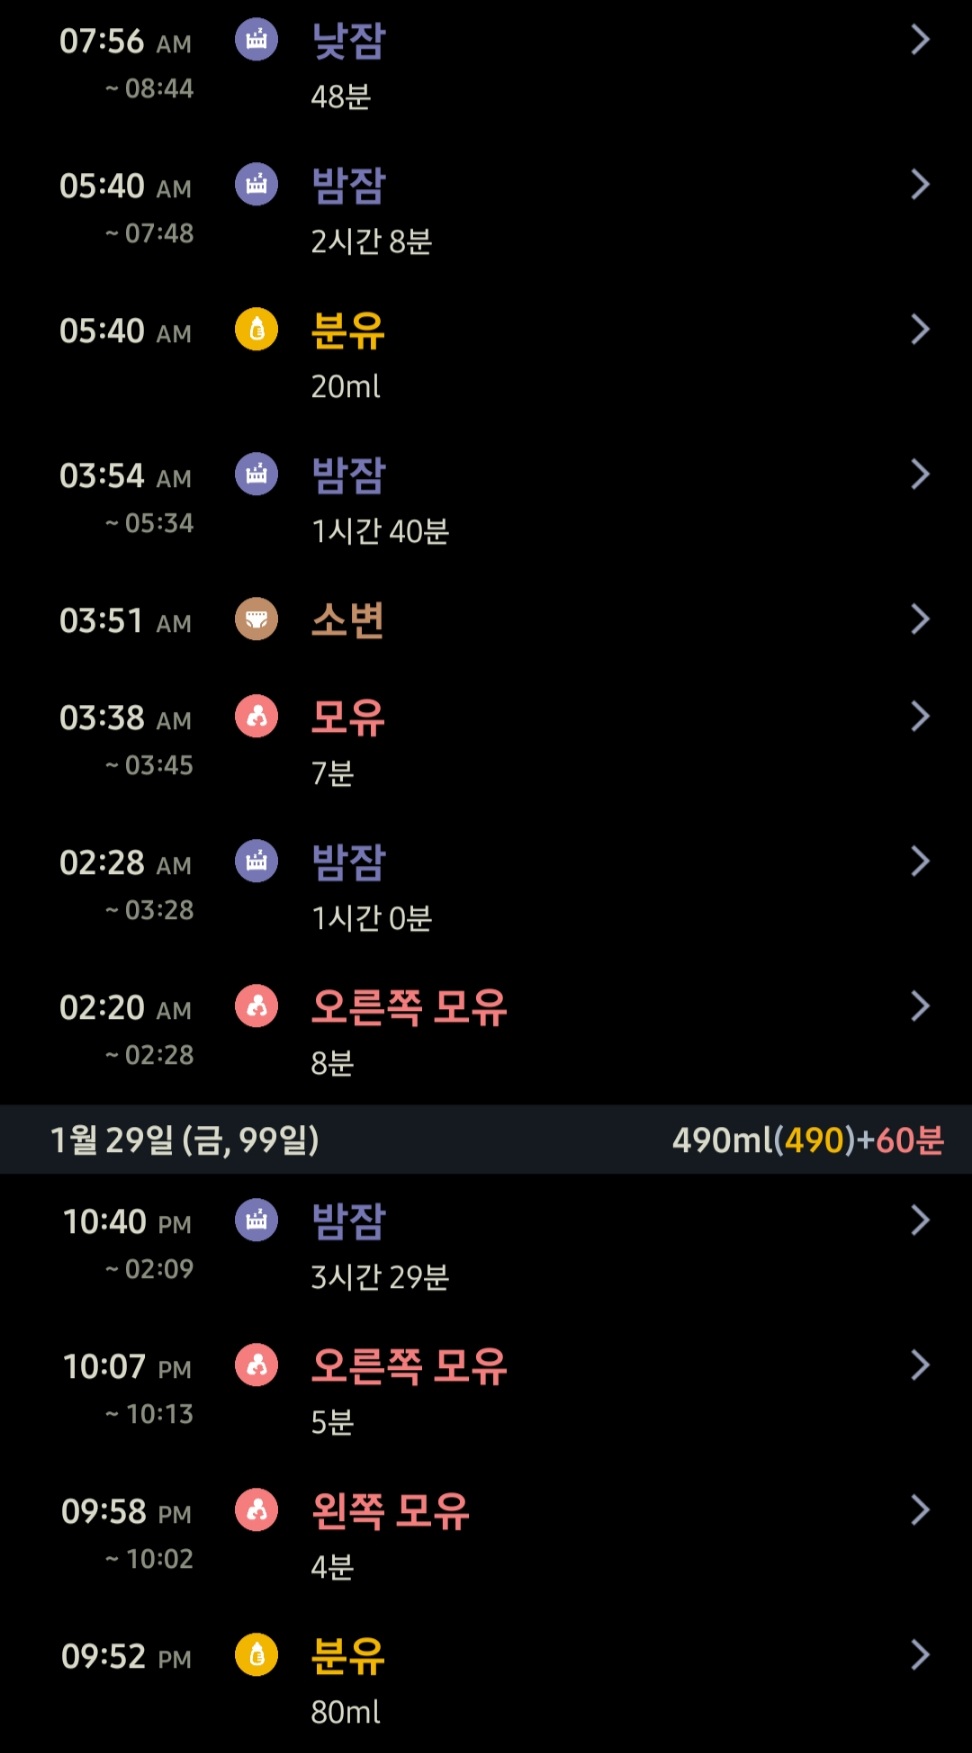 07:56 AM 낮잠
~ 08:44 48분
05:40 AM 밤잠
~ 07:48 2시간 8분
05:40 AM 분유
20ml
03:54 AM 밤잠
~ 05:34 1시간 40분
03:51 AM 소변
03:38 AM 모유
~ 03:45 7분
02:28 AM 밤잠
~ 03:28 1시간 0분
02:20 AM 오른쪽 모유
~ 02:28 8분
1월 29일 (금, 99일) 490ml(490)+60분
10:40 PM 밤잠
~ 02:09 3시간 29분
10:07 PM 오른쪽 모유
~ 10:13 5분
09:58 PM 왼쪽 모유
~ 10:02 4분
09:52 PM 분유
80ml